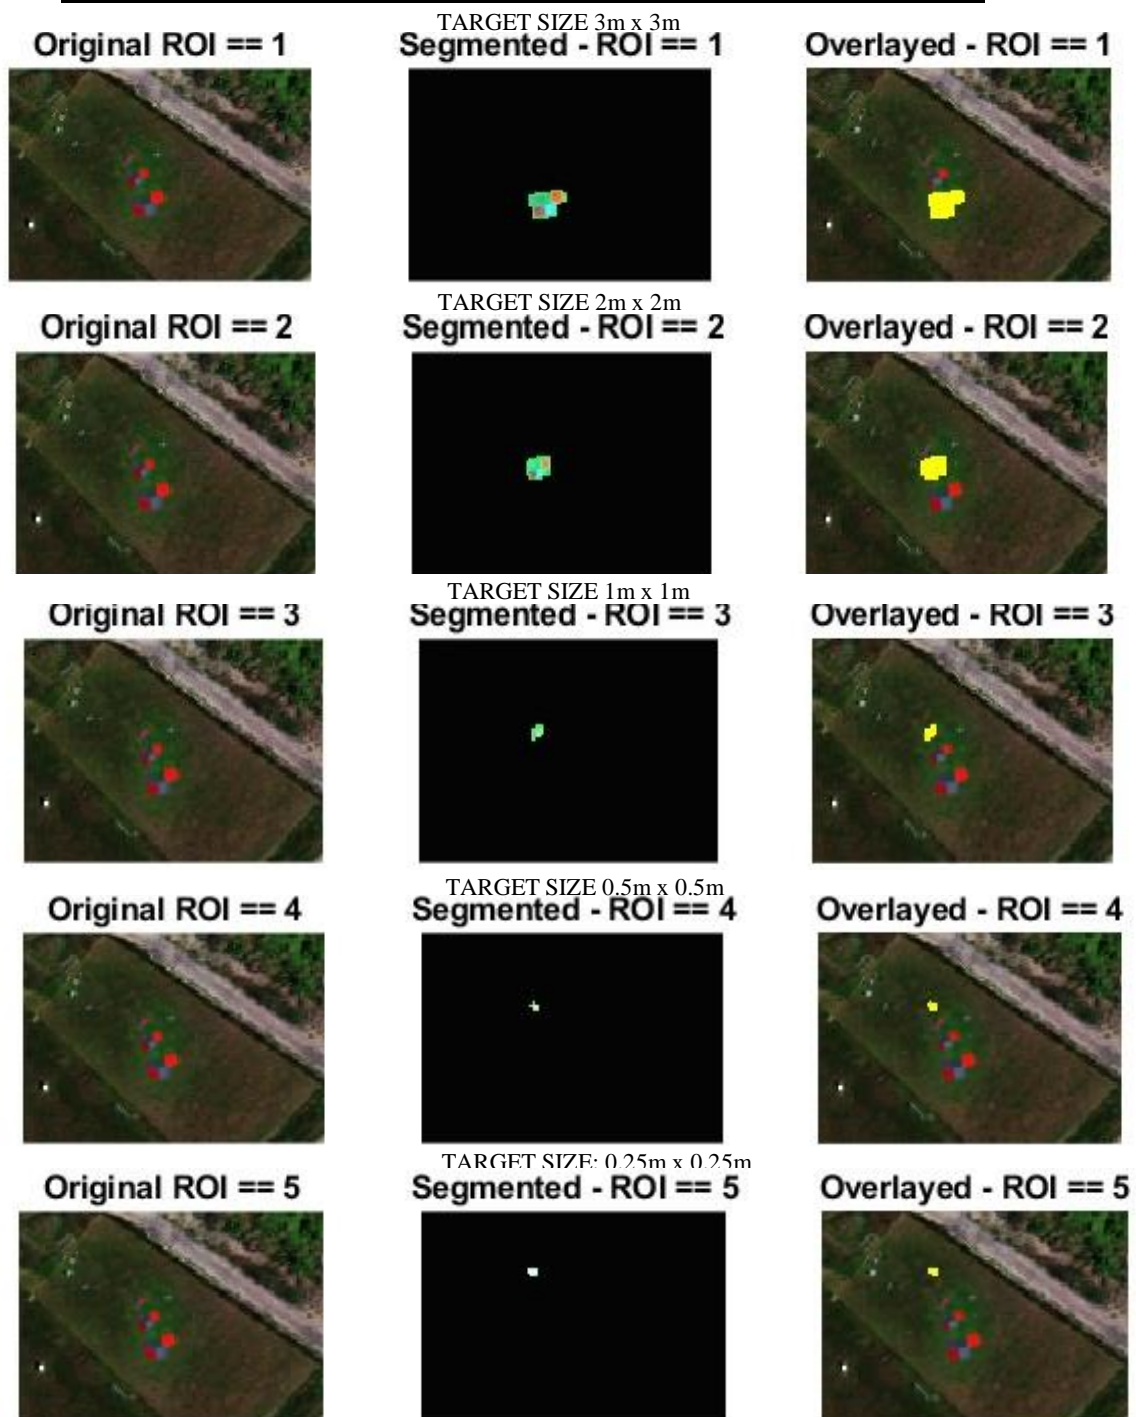 TARGET SIZE 3m x 3m
Original ROI == 1
Segmented - ROI == 1
Overlayed - ROI == 1
TARGET SIZE 2m x 2m
Original ROI == 2
Segmented - ROI == 2
Overlayed - ROI == 2
TARGET SIZE 1m x 1m
Original ROI == 3
Segmented - ROI == 3
Overlayed - ROI == 3
TARGET SIZE 0.5m x 0.5m
Original ROI == 4
Segmented - ROI == 4
Overlayed - ROI == 4
TARGET SIZE: 0.25m x 0.25m
Original ROI == 5
Segmented - ROI == 5
Overlayed - ROI == 5